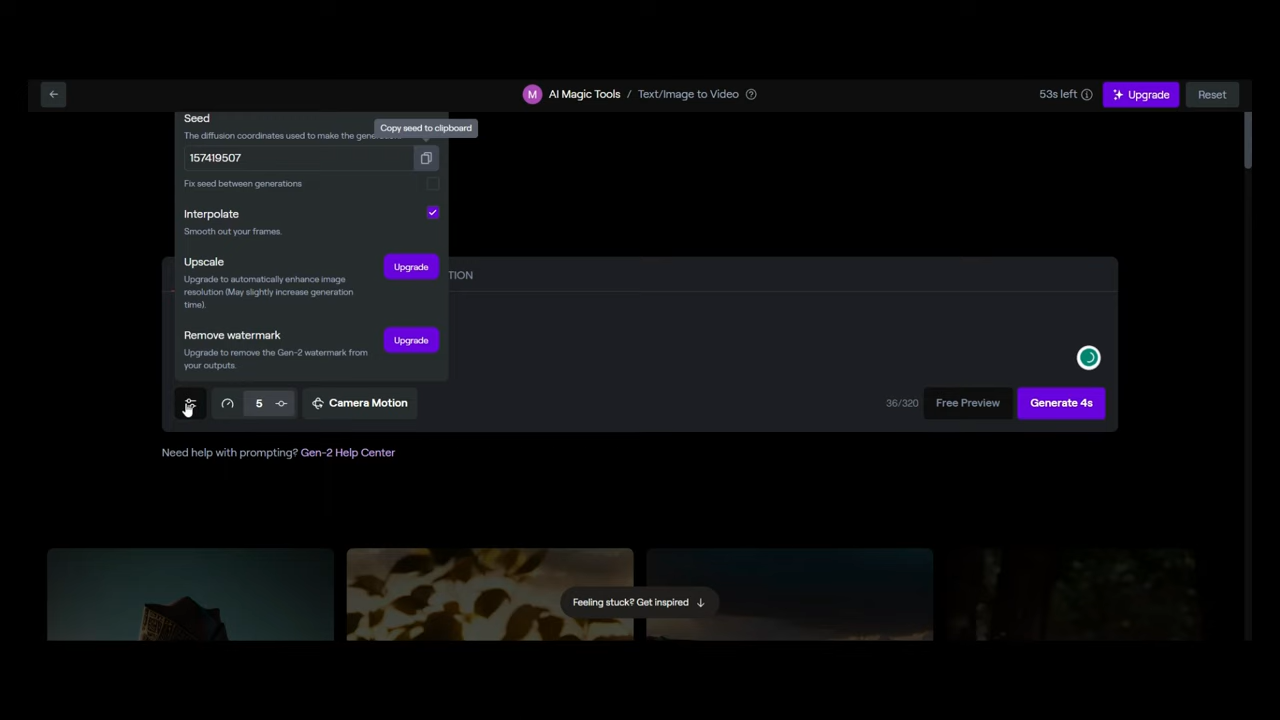 M AI Magic Tools / Text/Image to Video
53s left
Upgrade
Reset
Seed
Copy seed to clipboard
The diffusion coordinates used to make the
157419507
Fix seed between generations
Interpolate
Smooth out your frames.
Upscale
Upgrade
Upgrade to automatically enhance image
resolution (May slightly increase generation
time).
Remove watermark
Upgrade
Upgrade to remove the Gen-2 watermark from
your outputs.
TION
5
Camera Motion
36/320
Free Preview
Generate 4s
Need help with prompting? Gen-2 Help Center
Feeling stuck? Get inspired ↓